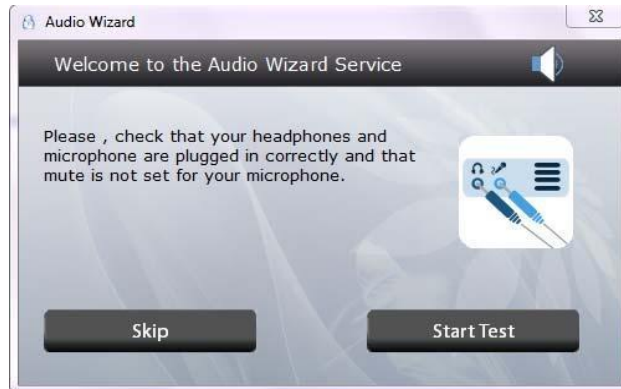 Audio Wizard
Welcome to the Audio Wizard Service
Please , check that your headphones and
microphone are plugged in correctly and that
mute is not set for your microphone.
Skip
Start Test